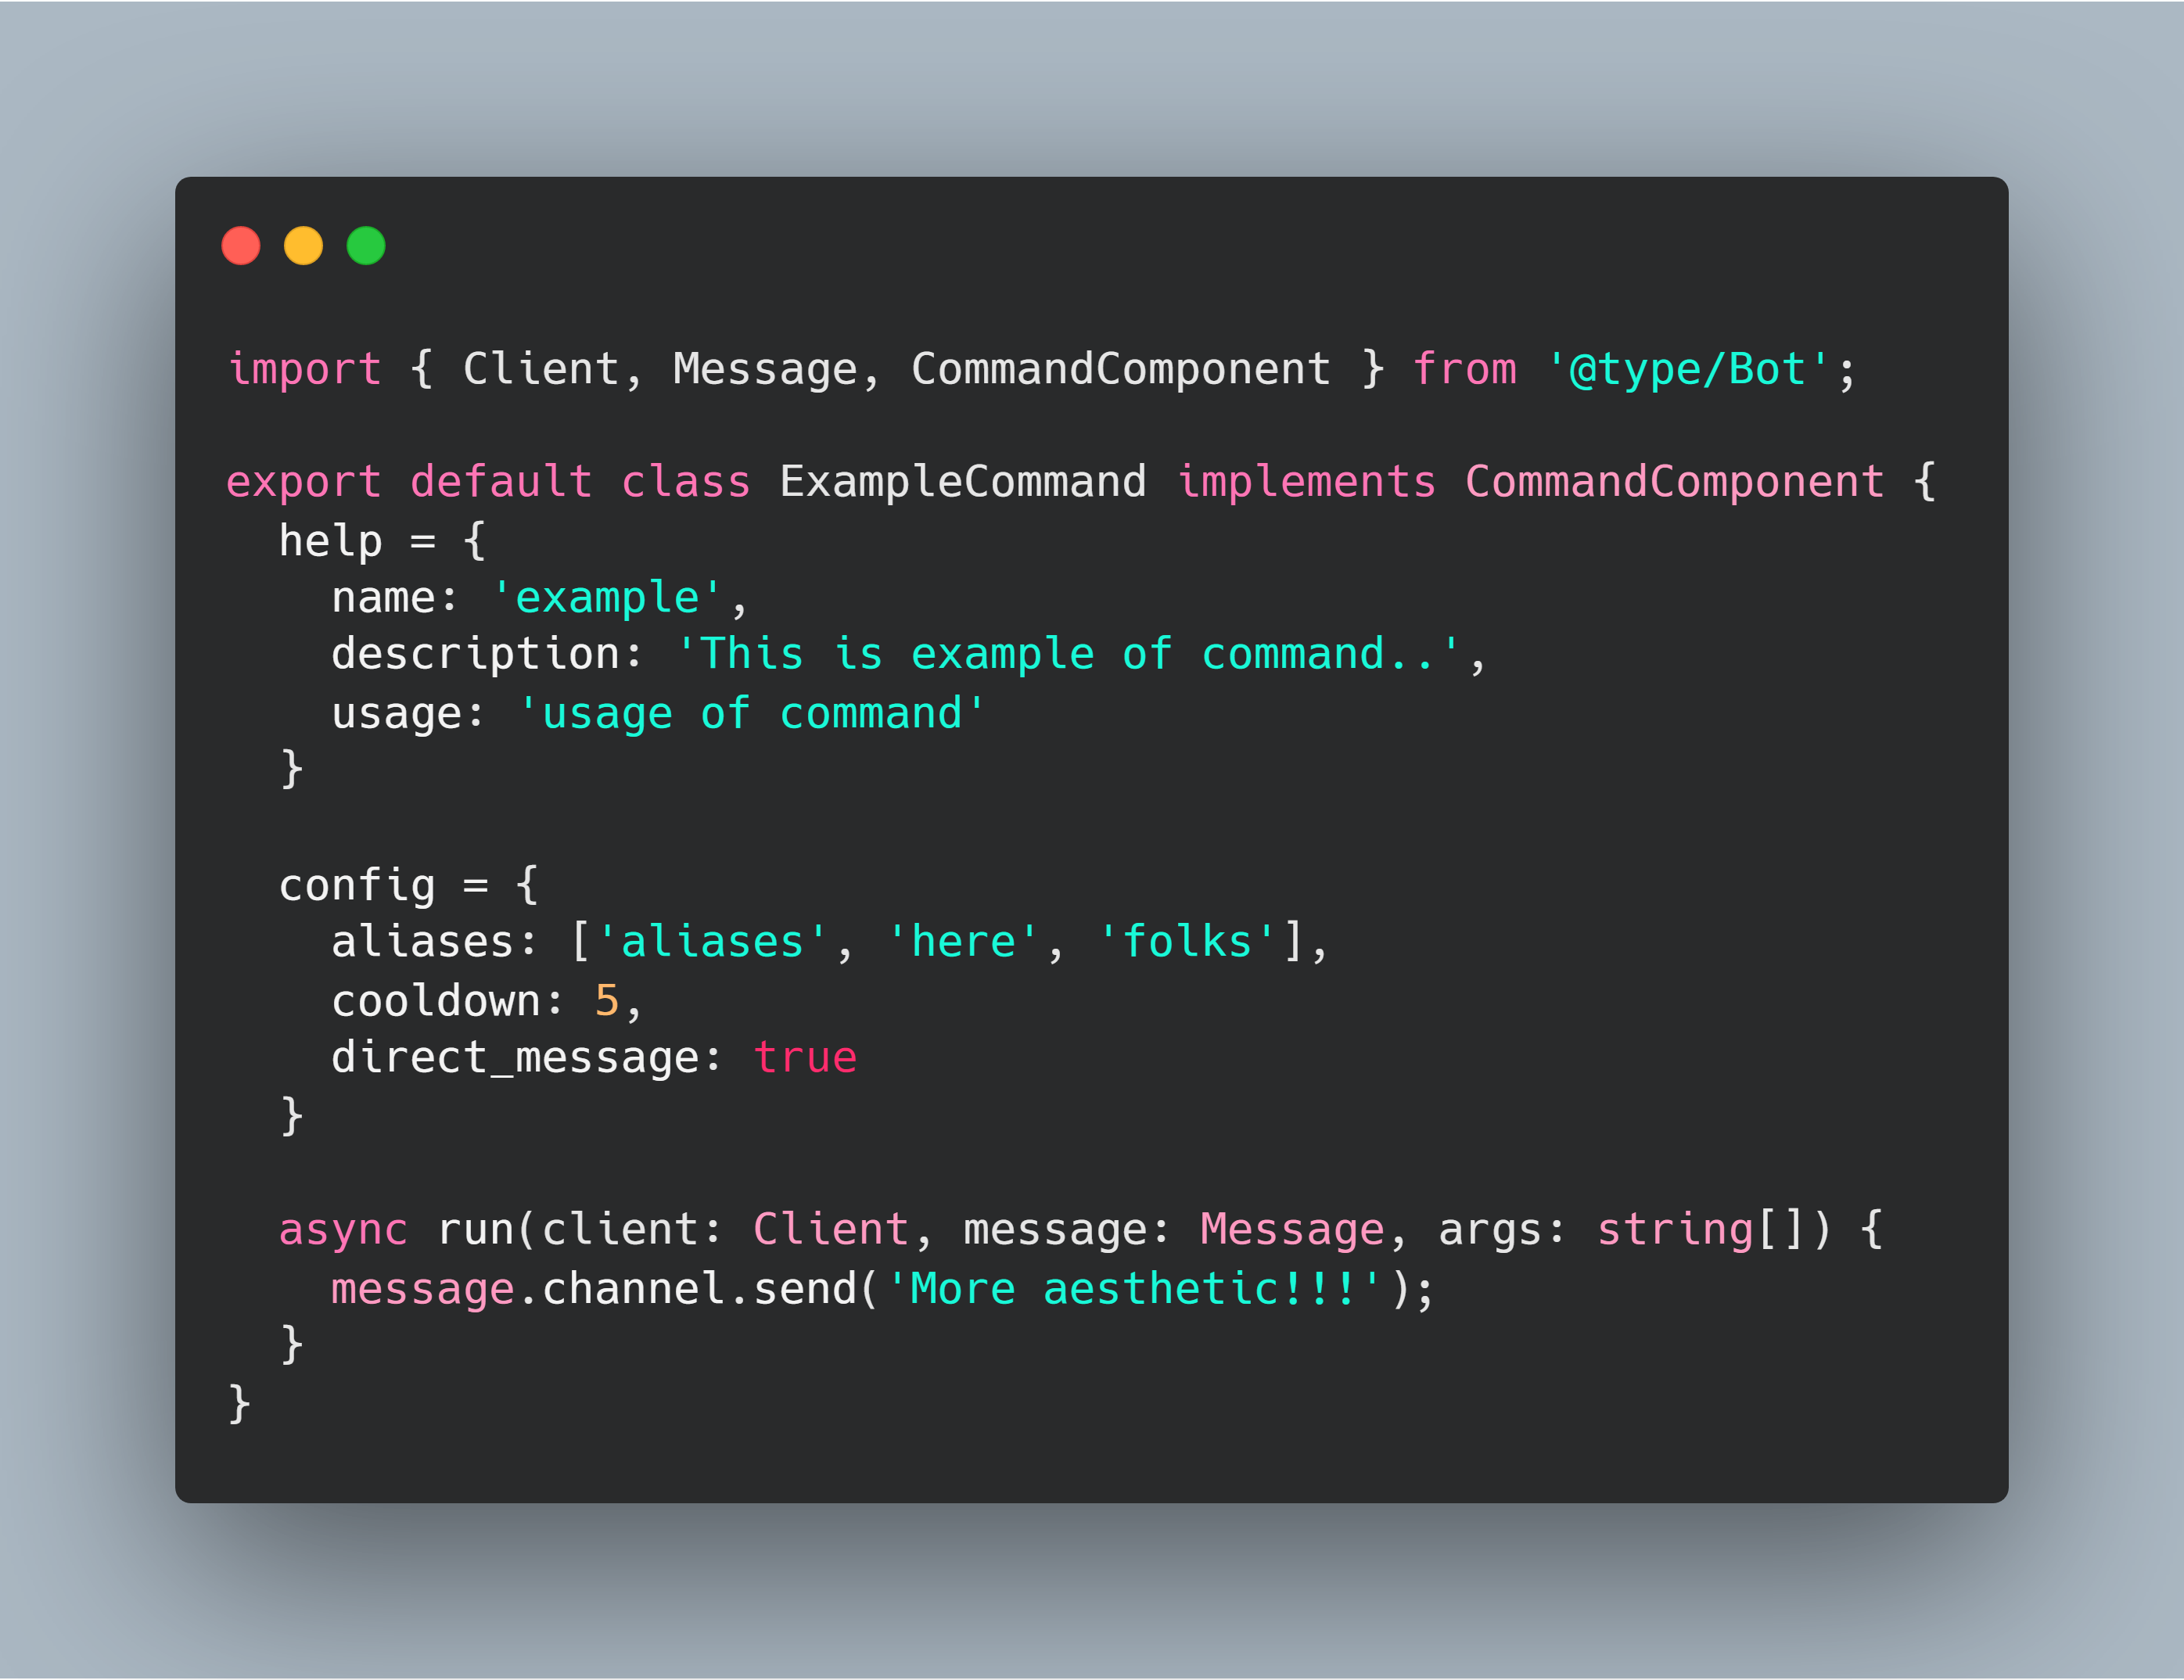 import { Client, Message, CommandComponent } from '@type/Bot';

export default class ExampleCommand implements CommandComponent {
  help = {
    name: 'example',
    description: 'This is example of command..',
    usage: 'usage of command'
  }

  config = {
    aliases: ['aliases', 'here', 'folks'],
    cooldown: 5,
    direct_message: true
  }

  async run(client: Client, message: Message, args: string[]) {
    message.channel.send('More aesthetic!!!');
  }
}